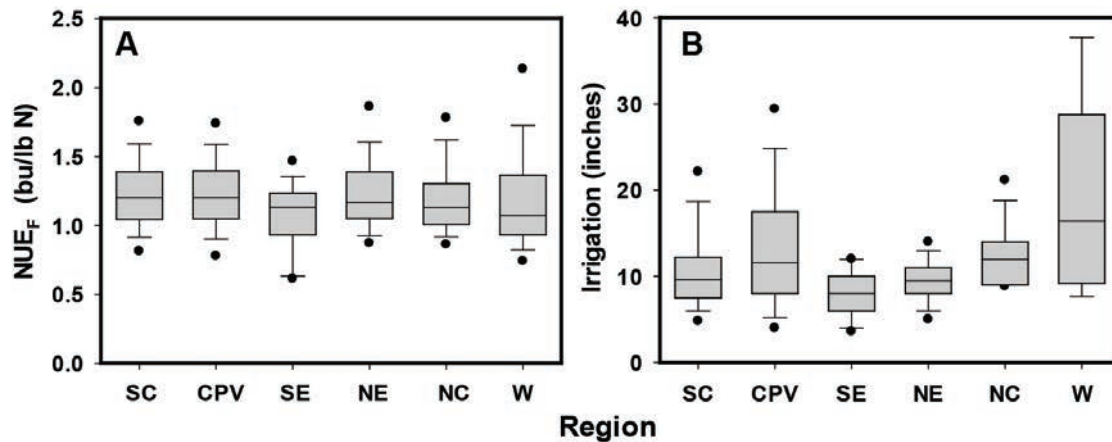 A
NUE_F (bu/lb N)
2.5
2.0
1.5
1.0
0.5
0.0
SC CPV SE NE NC W
B
Irrigation (inches)
40
30
20
10
0
SC CPV SE NE NC W
Region